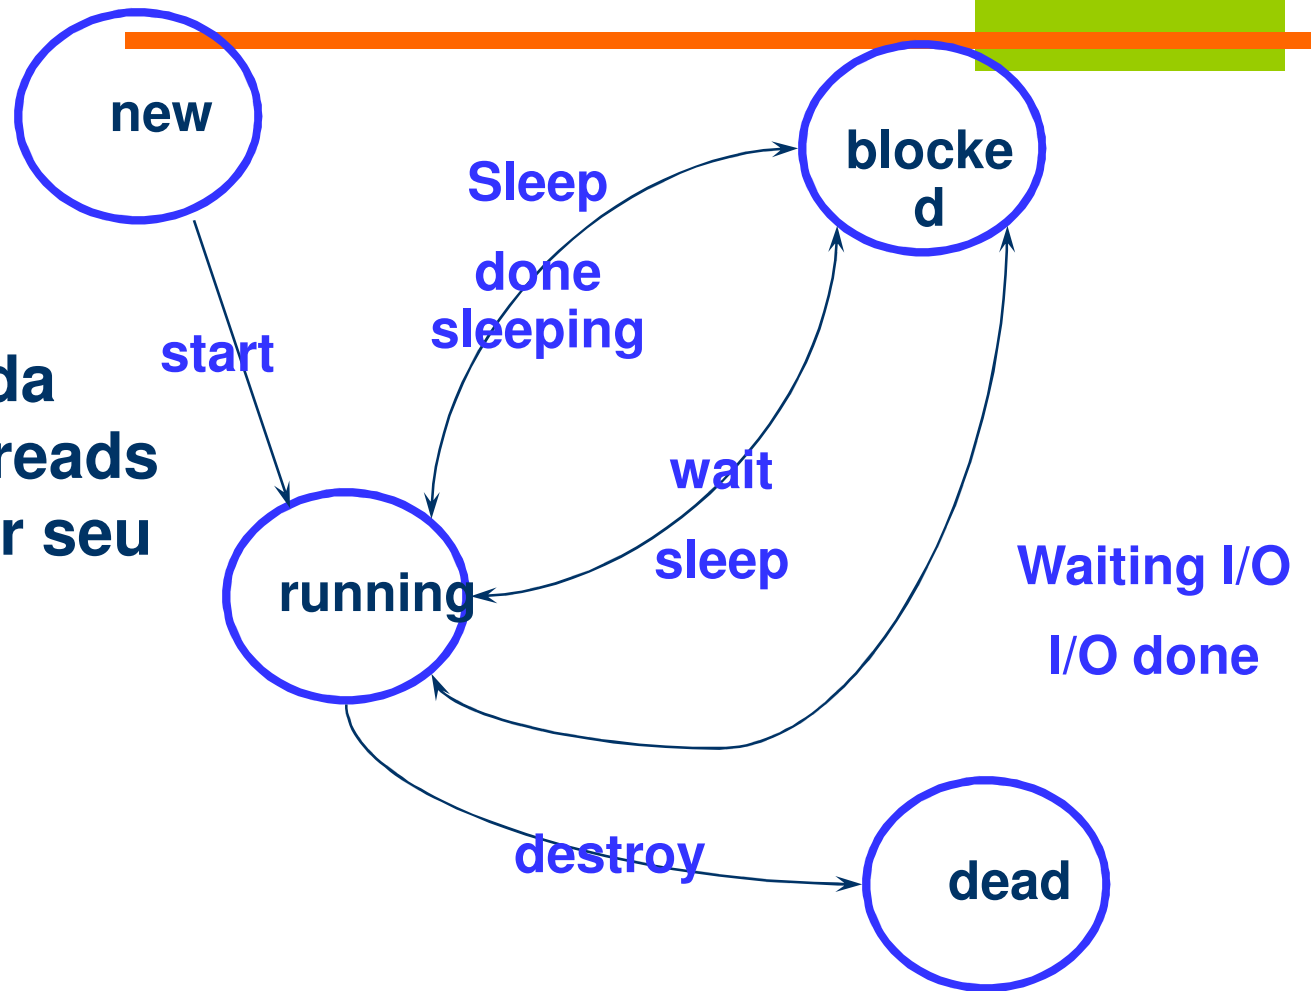 new
blocke
d
Sleep
done
sleeping
start
da
reads
r seu
wait
sleep
running
Waiting I/O
I/O done
destroy
dead